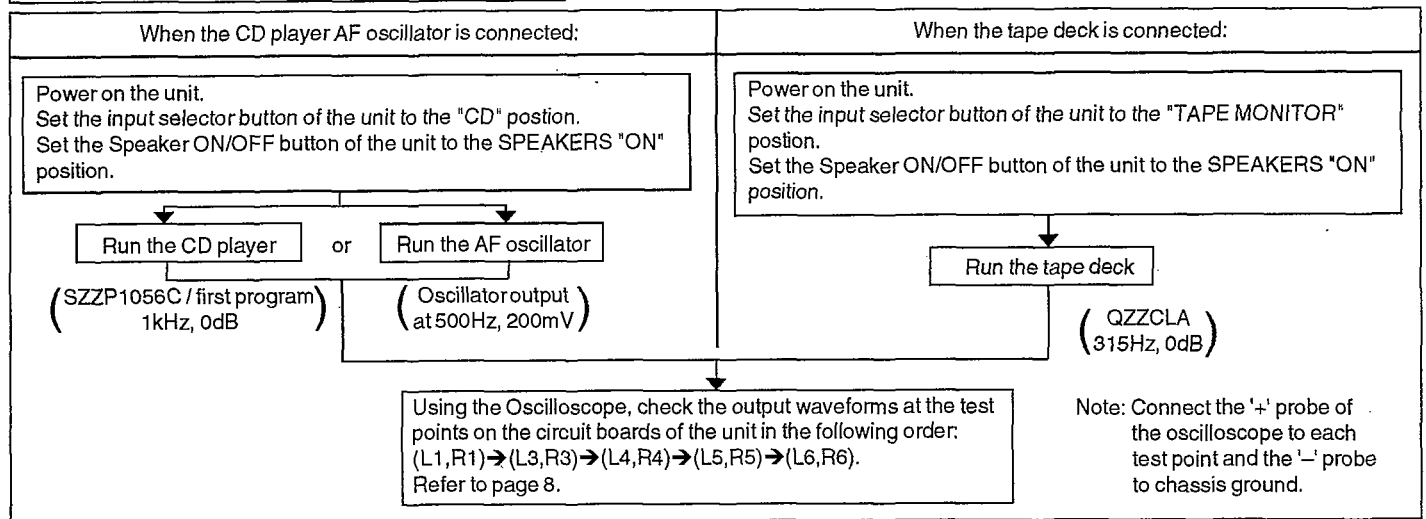 When the CD player AF oscillator is connected:
Power on the unit.
Set the input selector button of the unit to the "CD" postion.
Set the Speaker ON/OFF button of the unit to the SPEAKERS "ON"
position.
Run the CD player
or
Run the AF oscillator
(SZZP1056C / first program)
1kHz, 0dB
(Oscillator output)
at 500Hz, 200mV
When the tape deck is connected:
Power on the unit.
Set the input selector button of the unit to the "TAPE MONITOR"
postion.
Set the Speaker ON/OFF button of the unit to the SPEAKERS "ON"
position.
Run the tape deck
(QZZCLA)
315Hz, 0dB
Using the Oscilloscope, check the output waveforms at the test
points on the circuit boards of the unit in the following order:
(L1,R1)➔(L3,R3)➔(L4,R4)➔(L5,R5)➔(L6,R6).
Refer to page 8.
Note: Connect the '+' probe of
the oscilloscope to each
test point and the '–' probe
to chassis ground.